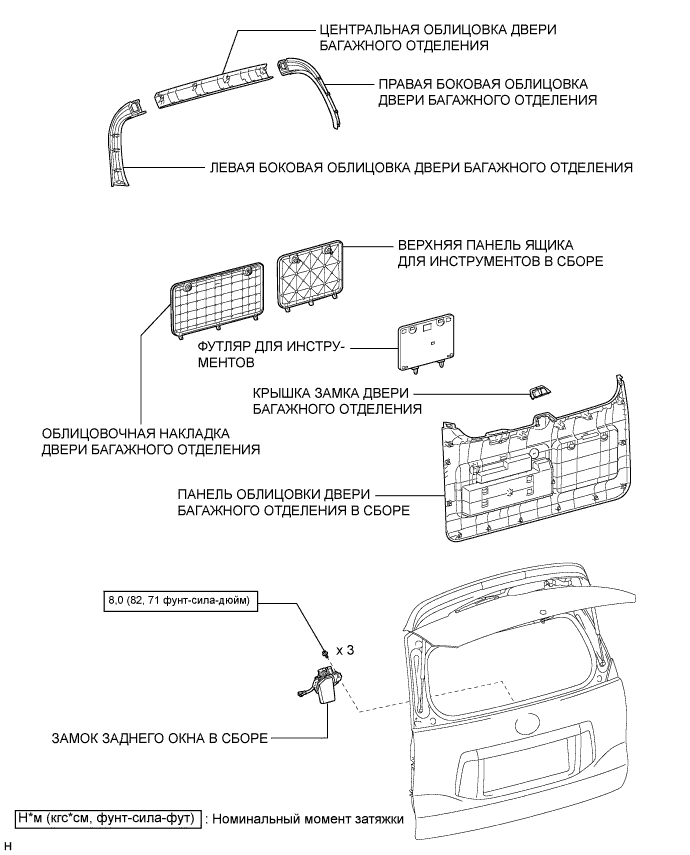 ЦЕНТРАЛЬНАЯ ОБЛИЦОВКА ДВЕРИ
БАГАЖНОГО ОТДЕЛЕНИЯ
ПРАВАЯ БОКОВАЯ ОБЛИЦОВКА
ДВЕРИ БАГАЖНОГО ОТДЕЛЕНИЯ
ЛЕВАЯ БОКОВАЯ ОБЛИЦОВКА ДВЕРИ БАГАЖНОГО ОТДЕЛЕНИЯ
ВЕРХНЯЯ ПАНЕЛЬ ЯЩИКА
ДЛЯ ИНСТРУМЕНТОВ В СБОРЕ
ФУТЛЯР ДЛЯ ИНСТРУ-
МЕНТОВ
КРЫШКА ЗАМКА ДВЕРИ
БАГАЖНОГО ОТДЕЛЕНИЯ
ОБЛИЦОВОЧНАЯ НАКЛАДКА
ДВЕРИ БАГАЖНОГО ОТДЕЛЕНИЯ
ПАНЕЛЬ ОБЛИЦОВКИ ДВЕРИ
БАГАЖНОГО ОТДЕЛЕНИЯ В СБОРЕ
8,0 (82, 71 фунт-сила-дюйм)
x 3
ЗАМОК ЗАДНЕГО ОКНА В СБОРЕ
Н*м (кгс*см, фунт-сила-фут) : Номинальный момент затяжки
H